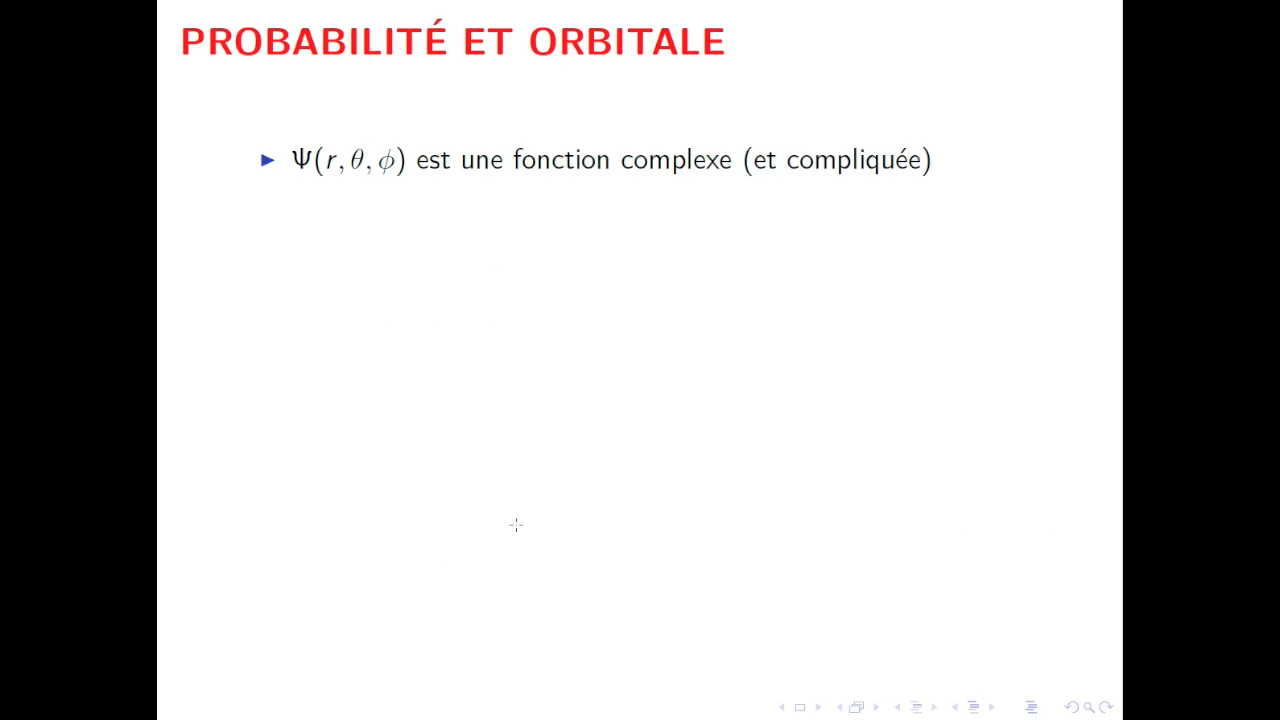 PROBABILITÉ ET ORBITALE
Ψ(r, θ, ϕ) est une fonction complexe (et compliquée)